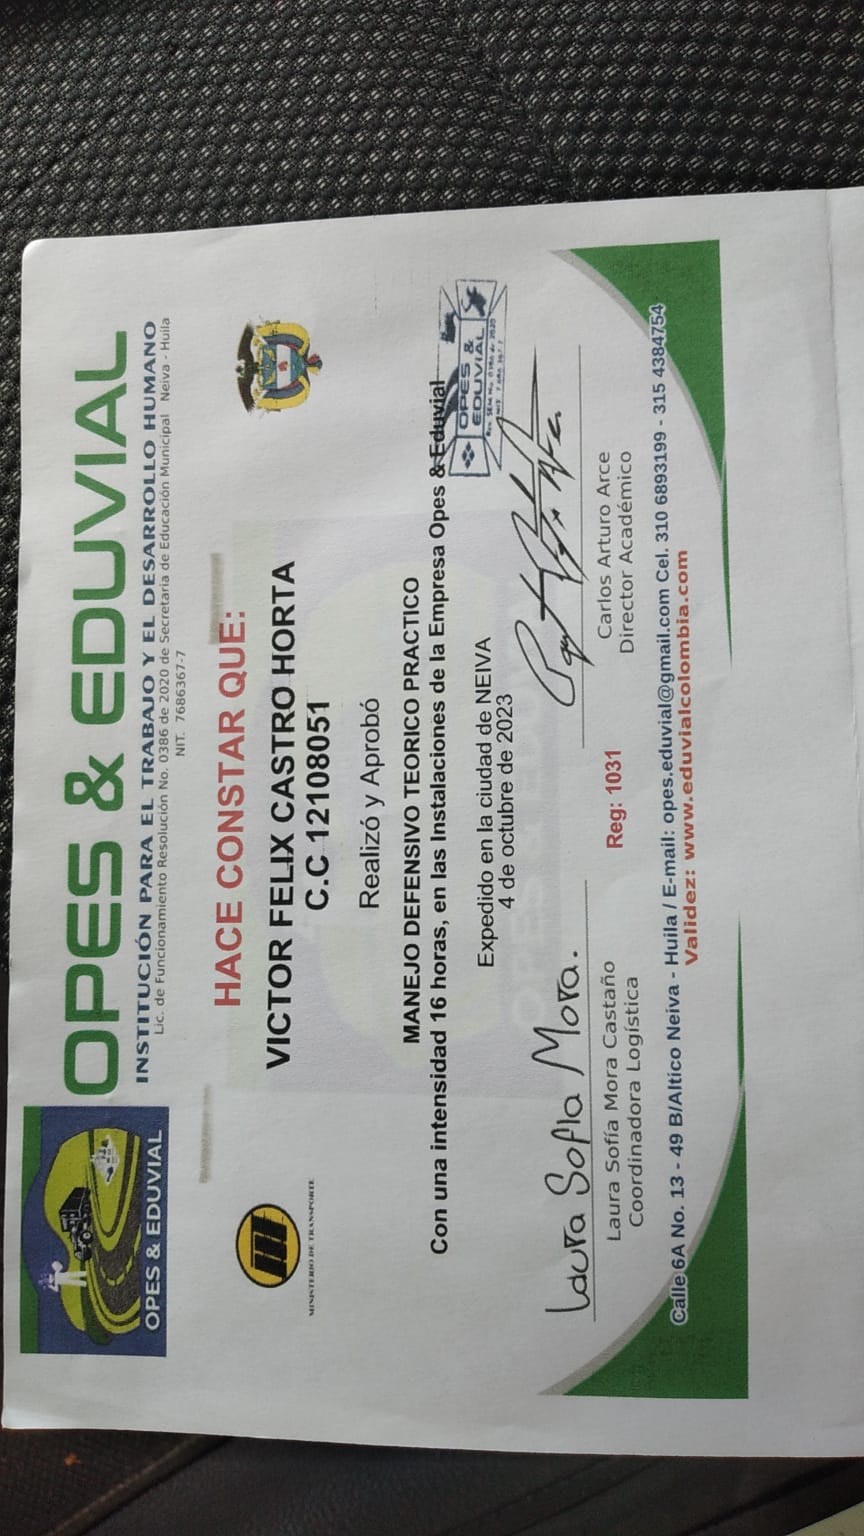 OPES & EDUVIAL
OPES & EDUVIAL
INSTITUCIÓN PARA EL TRABAJO Y EL DESARROLLO HUMANO
Lic. de Funcionamiento Resolución No. 0386 de 2020 de Secretaria de Educación Municipal Neiva - Huila
NIT. 7686367-7
MINISTERIO DE TRANSPORTE
HACE CONSTAR QUE:
VICTOR FELIX CASTRO HORTA
C.C 12108051
Realizó y Aprobó
MANEJO DEFENSIVO TEORICO PRACTICO
Con una intensidad 16 horas, en las Instalaciones de la Empresa Opes & Eduvial
Expedido en la ciudad de NEIVA
4 de octubre de 2023
OPES &
EDUVIAL
Laura Sofía Mora.
Laura Sofía Mora Castaño
Coordinadora Logística
Reg: 1031
Carlos Arturo Arce
Director Académico
Calle 6A No. 13 - 49 B/Altico Neiva - Huila / E-mail: opes.eduvial@gmail.com Cel. 310 6893199 - 315 4384754
Validez: www.eduvialcolombia.com